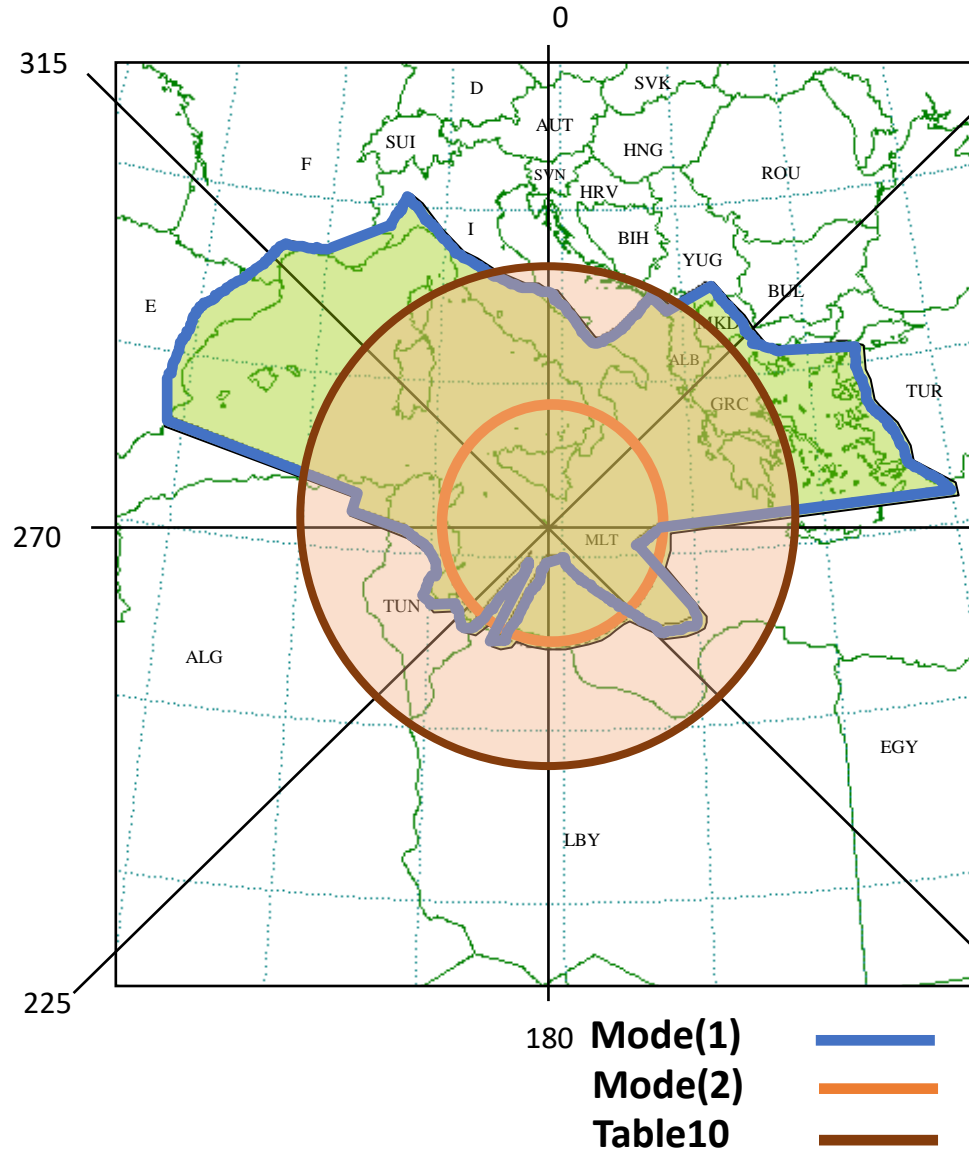 0
315
D
SVK
AUT
SUI
HNG
F
ROU
SVN
HRV
I
BIH
YUG
BUL
E
MKD
ALB
TUR
GRC
270
MLT
TUN
ALG
EGY
LBY
225
180
Mode(1)
Mode(2)
Table10